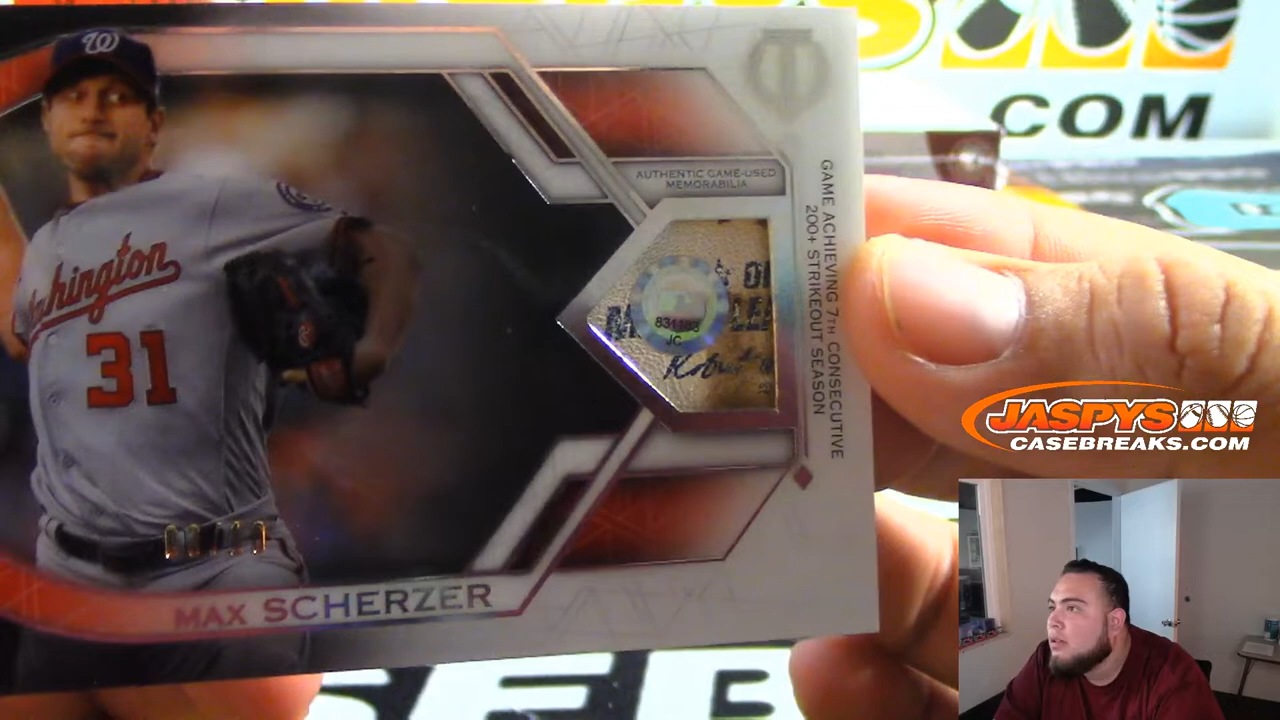 .COM
W
AUTHENTIC GAME-USED
MEMORABILIA
GAME ACHIEVING 7TH CONSECUTIVE
200+ STRIKEOUT SEASON
Washington
31
831183
JC
MAX SCHERZER
JASPYS
CASEBREAKS.COM